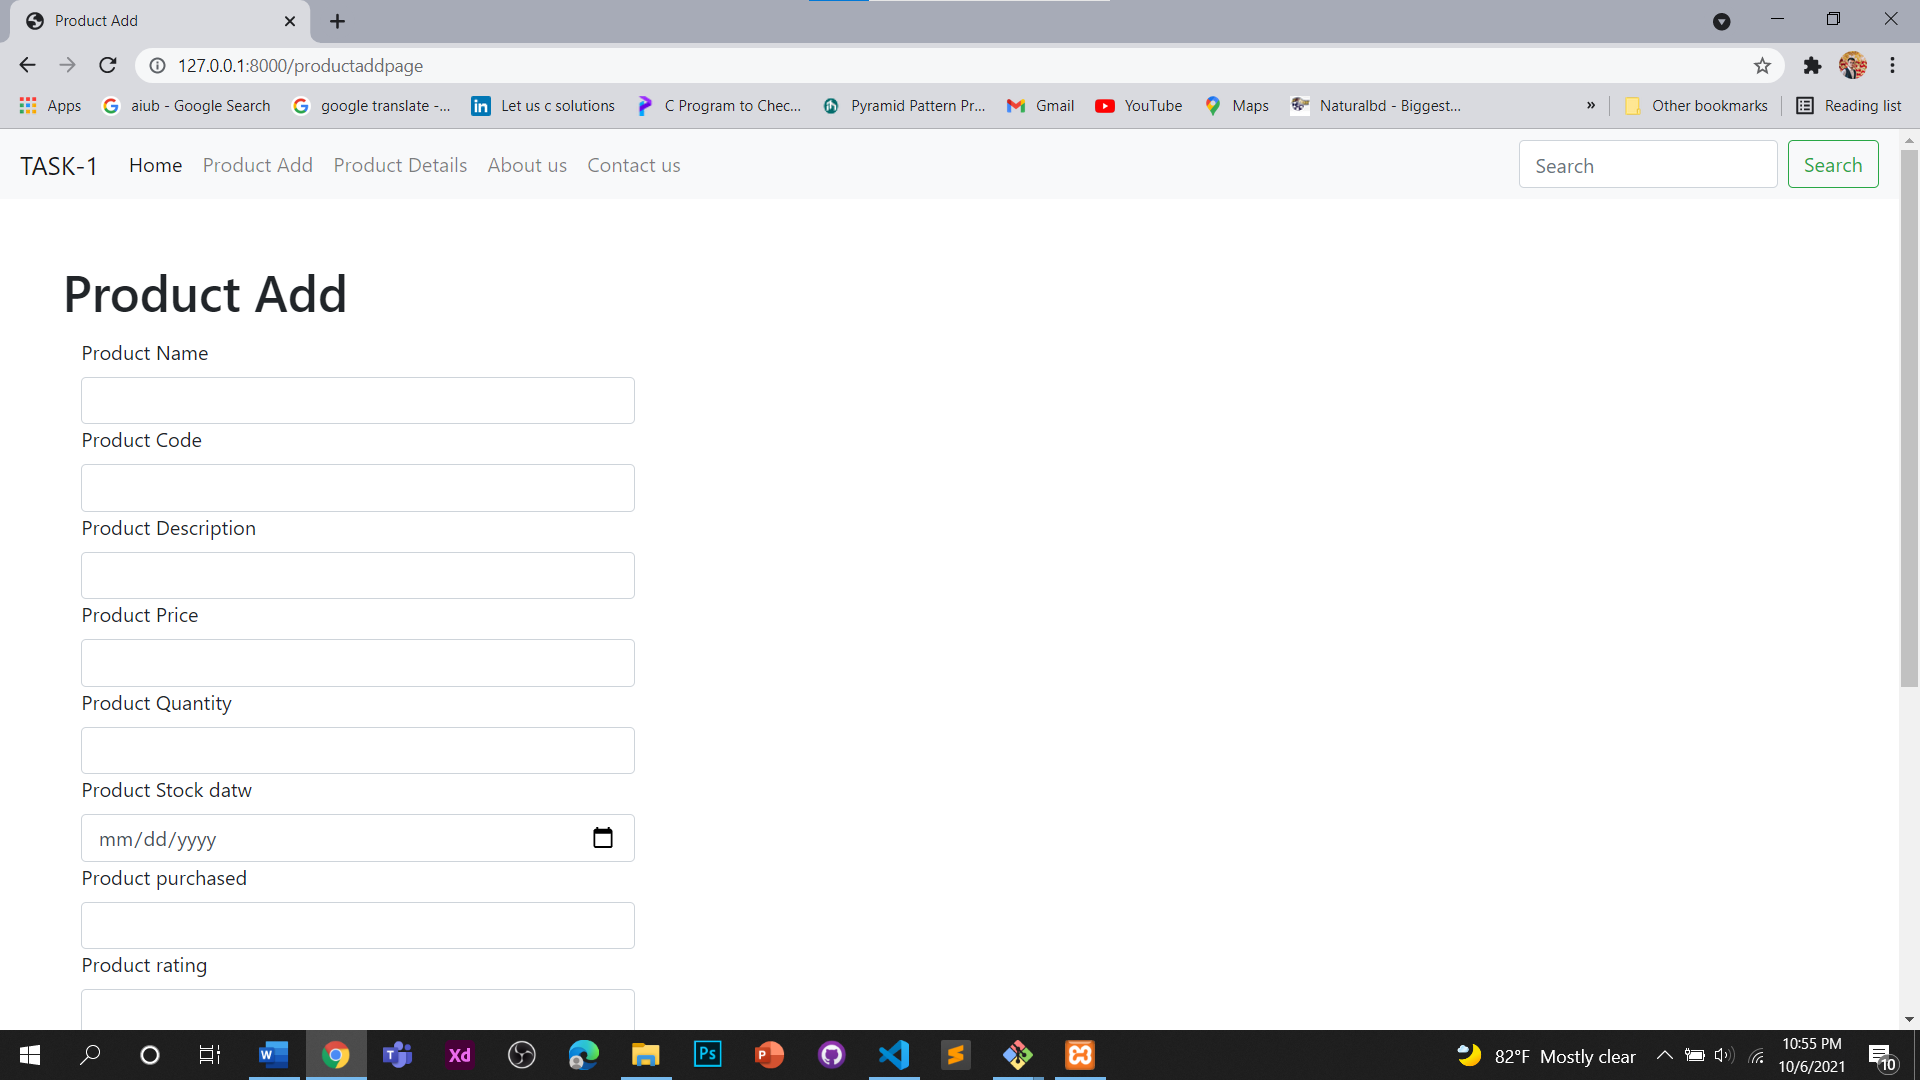 Product Add
127.0.0.1:8000/productaddpage
Apps aiub - Google Search google translate -... Let us c solutions C Program to Chec... Pyramid Pattern Pr... Gmail YouTube Maps Naturalbd - Biggest... » Other bookmarks Reading list
TASK-1 Home Product Add Product Details About us Contact us Search Search
Product Add
Product Name
Product Code
Product Description
Product Price
Product Quantity
Product Stock datw
mm/dd/yyyy
Product purchased
Product rating
82°F Mostly clear
10:55 PM
10/6/2021
10